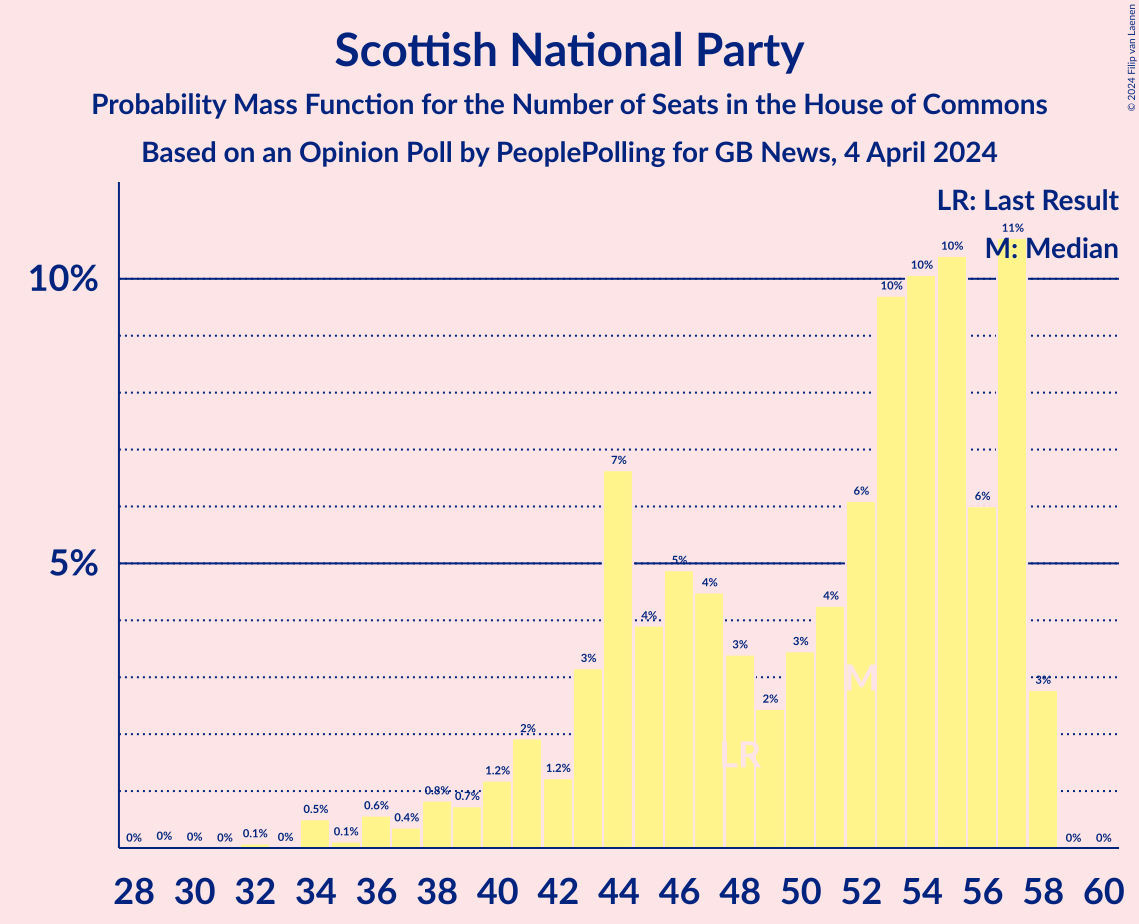 © 2024 Filip van Laenen
Scottish National Party
Probability Mass Function for the Number of Seats in the House of Commons
Based on an Opinion Poll by PeoplePolling for GB News, 4 April 2024
LR: Last Result
M: Median
10%
5%
0% 0% 0% 0% 0.1% 0% 0.5% 0.1% 0.6% 0.4% 0.8% 0.7% 1.2% 2% 1.2% 3% 7% 4% 5% 4% 3% 2% 3% 4% 6% 10% 10% 10% 6% 11% 3% 0% 0%
M
LR
28 30 32 34 36 38 40 42 44 46 48 50 52 54 56 58 60